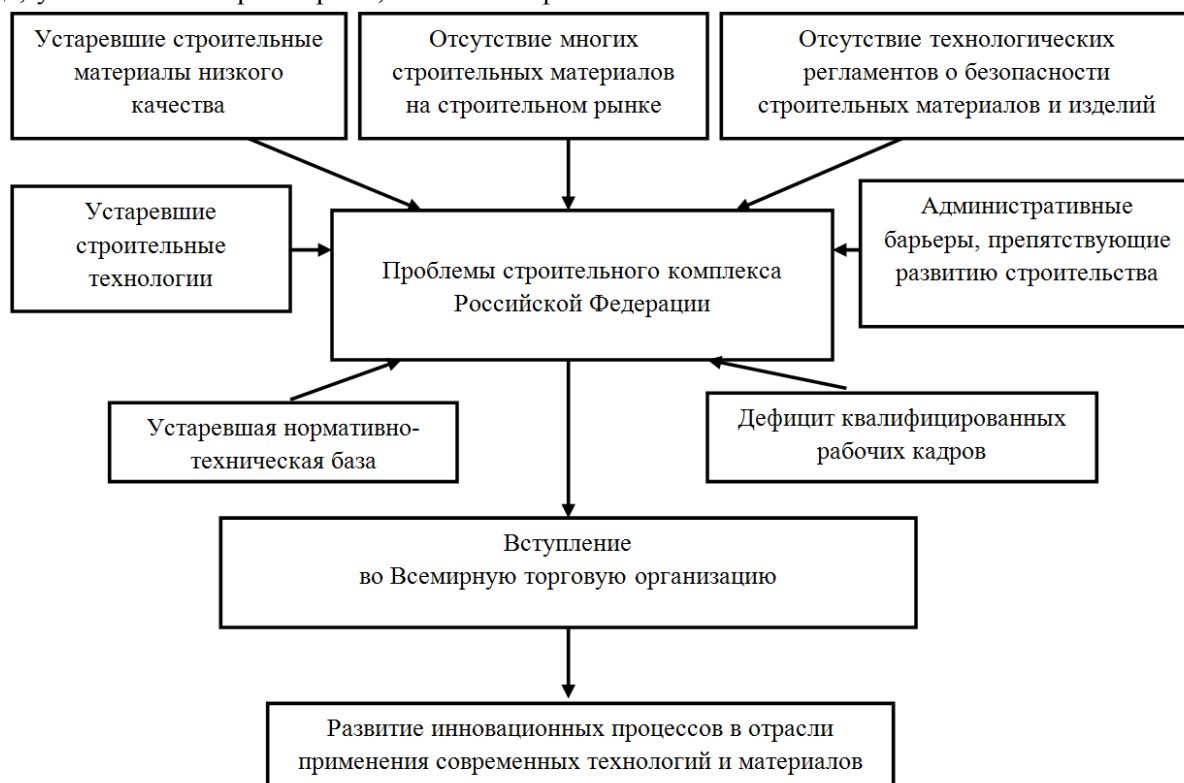 Устаревшие строительные
материалы низкого
качества
Отсутствие многих
строительных материалов
на строительном рынке
Отсутствие технологических
регламентов о безопасности
строительных материалов и изделий
Устаревшие
строительные
технологии
Проблемы строительного комплекса
Российской Федерации
Административные
барьеры, препятствующие
развитию строительства
Устаревшая нормативно-
техническая база
Дефицит квалифицированных
рабочих кадров
Вступление
во Всемирную торговую организацию
Развитие инновационных процессов в отрасли
применения современных технологий и материалов